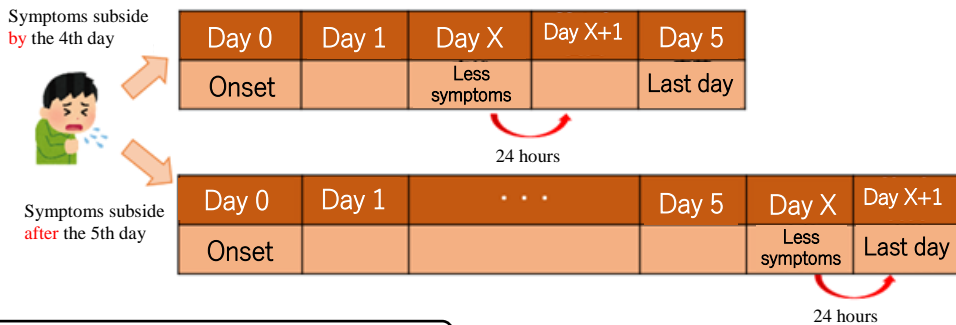 Symptoms subside
by the 4th day
Day 0 Day 1 Day X Day X+1 Day 5
Onset Less symptoms Last day
24 hours
Symptoms subside
after the 5th day
Day 0 Day 1 ・・・ Day 5 Day X Day X+1
Onset Less symptoms Last day
24 hours